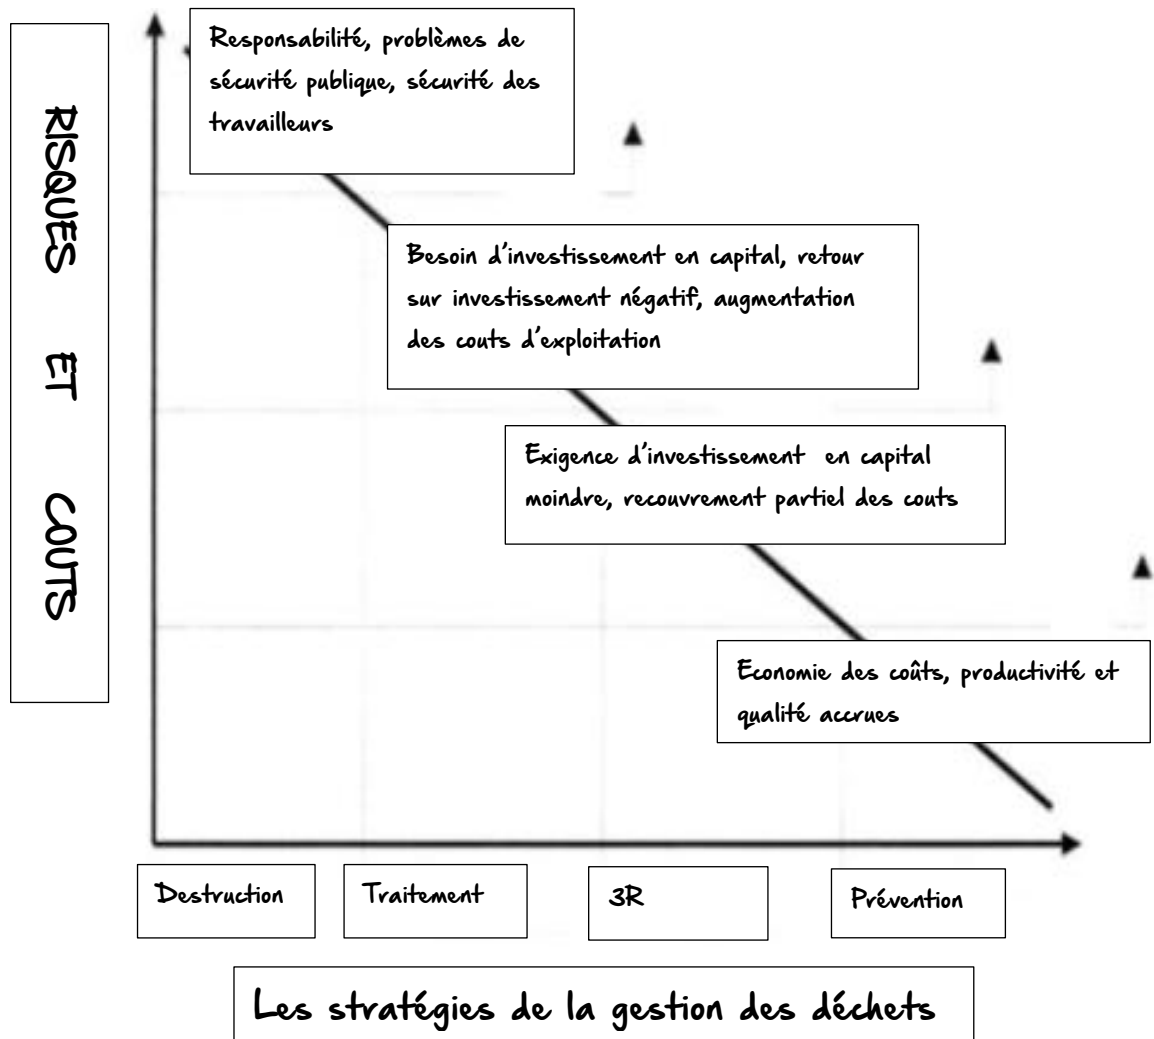 RISQUES ET COUTS
Responsabilité, problèmes de
sécurité publique, sécurité des
travailleurs
Besoin d'investissement en capital, retour
sur investissement négatif, augmentation
des couts d'exploitation
Exigence d'investissement en capital
moindre, recouvrement partiel des couts
Economie des coûts, productivité et
qualité accrues
Destruction
Traitement
3R
Prévention
Les stratégies de la gestion des déchets